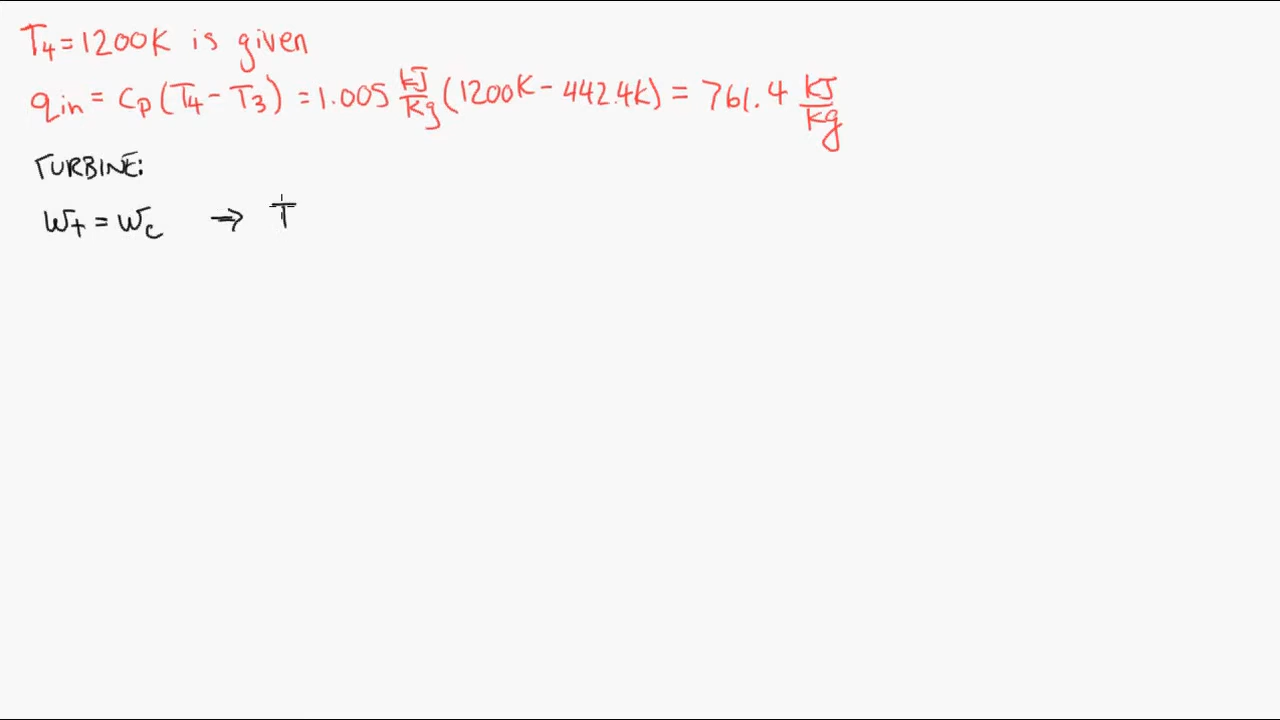 T4 = 1200K is given
qin = Cp (T4 - T3) = 1.005 kJ/kg (1200K - 442.4K) = 761.4 kJ/kg
TURBINE:
Wt = Wc → T